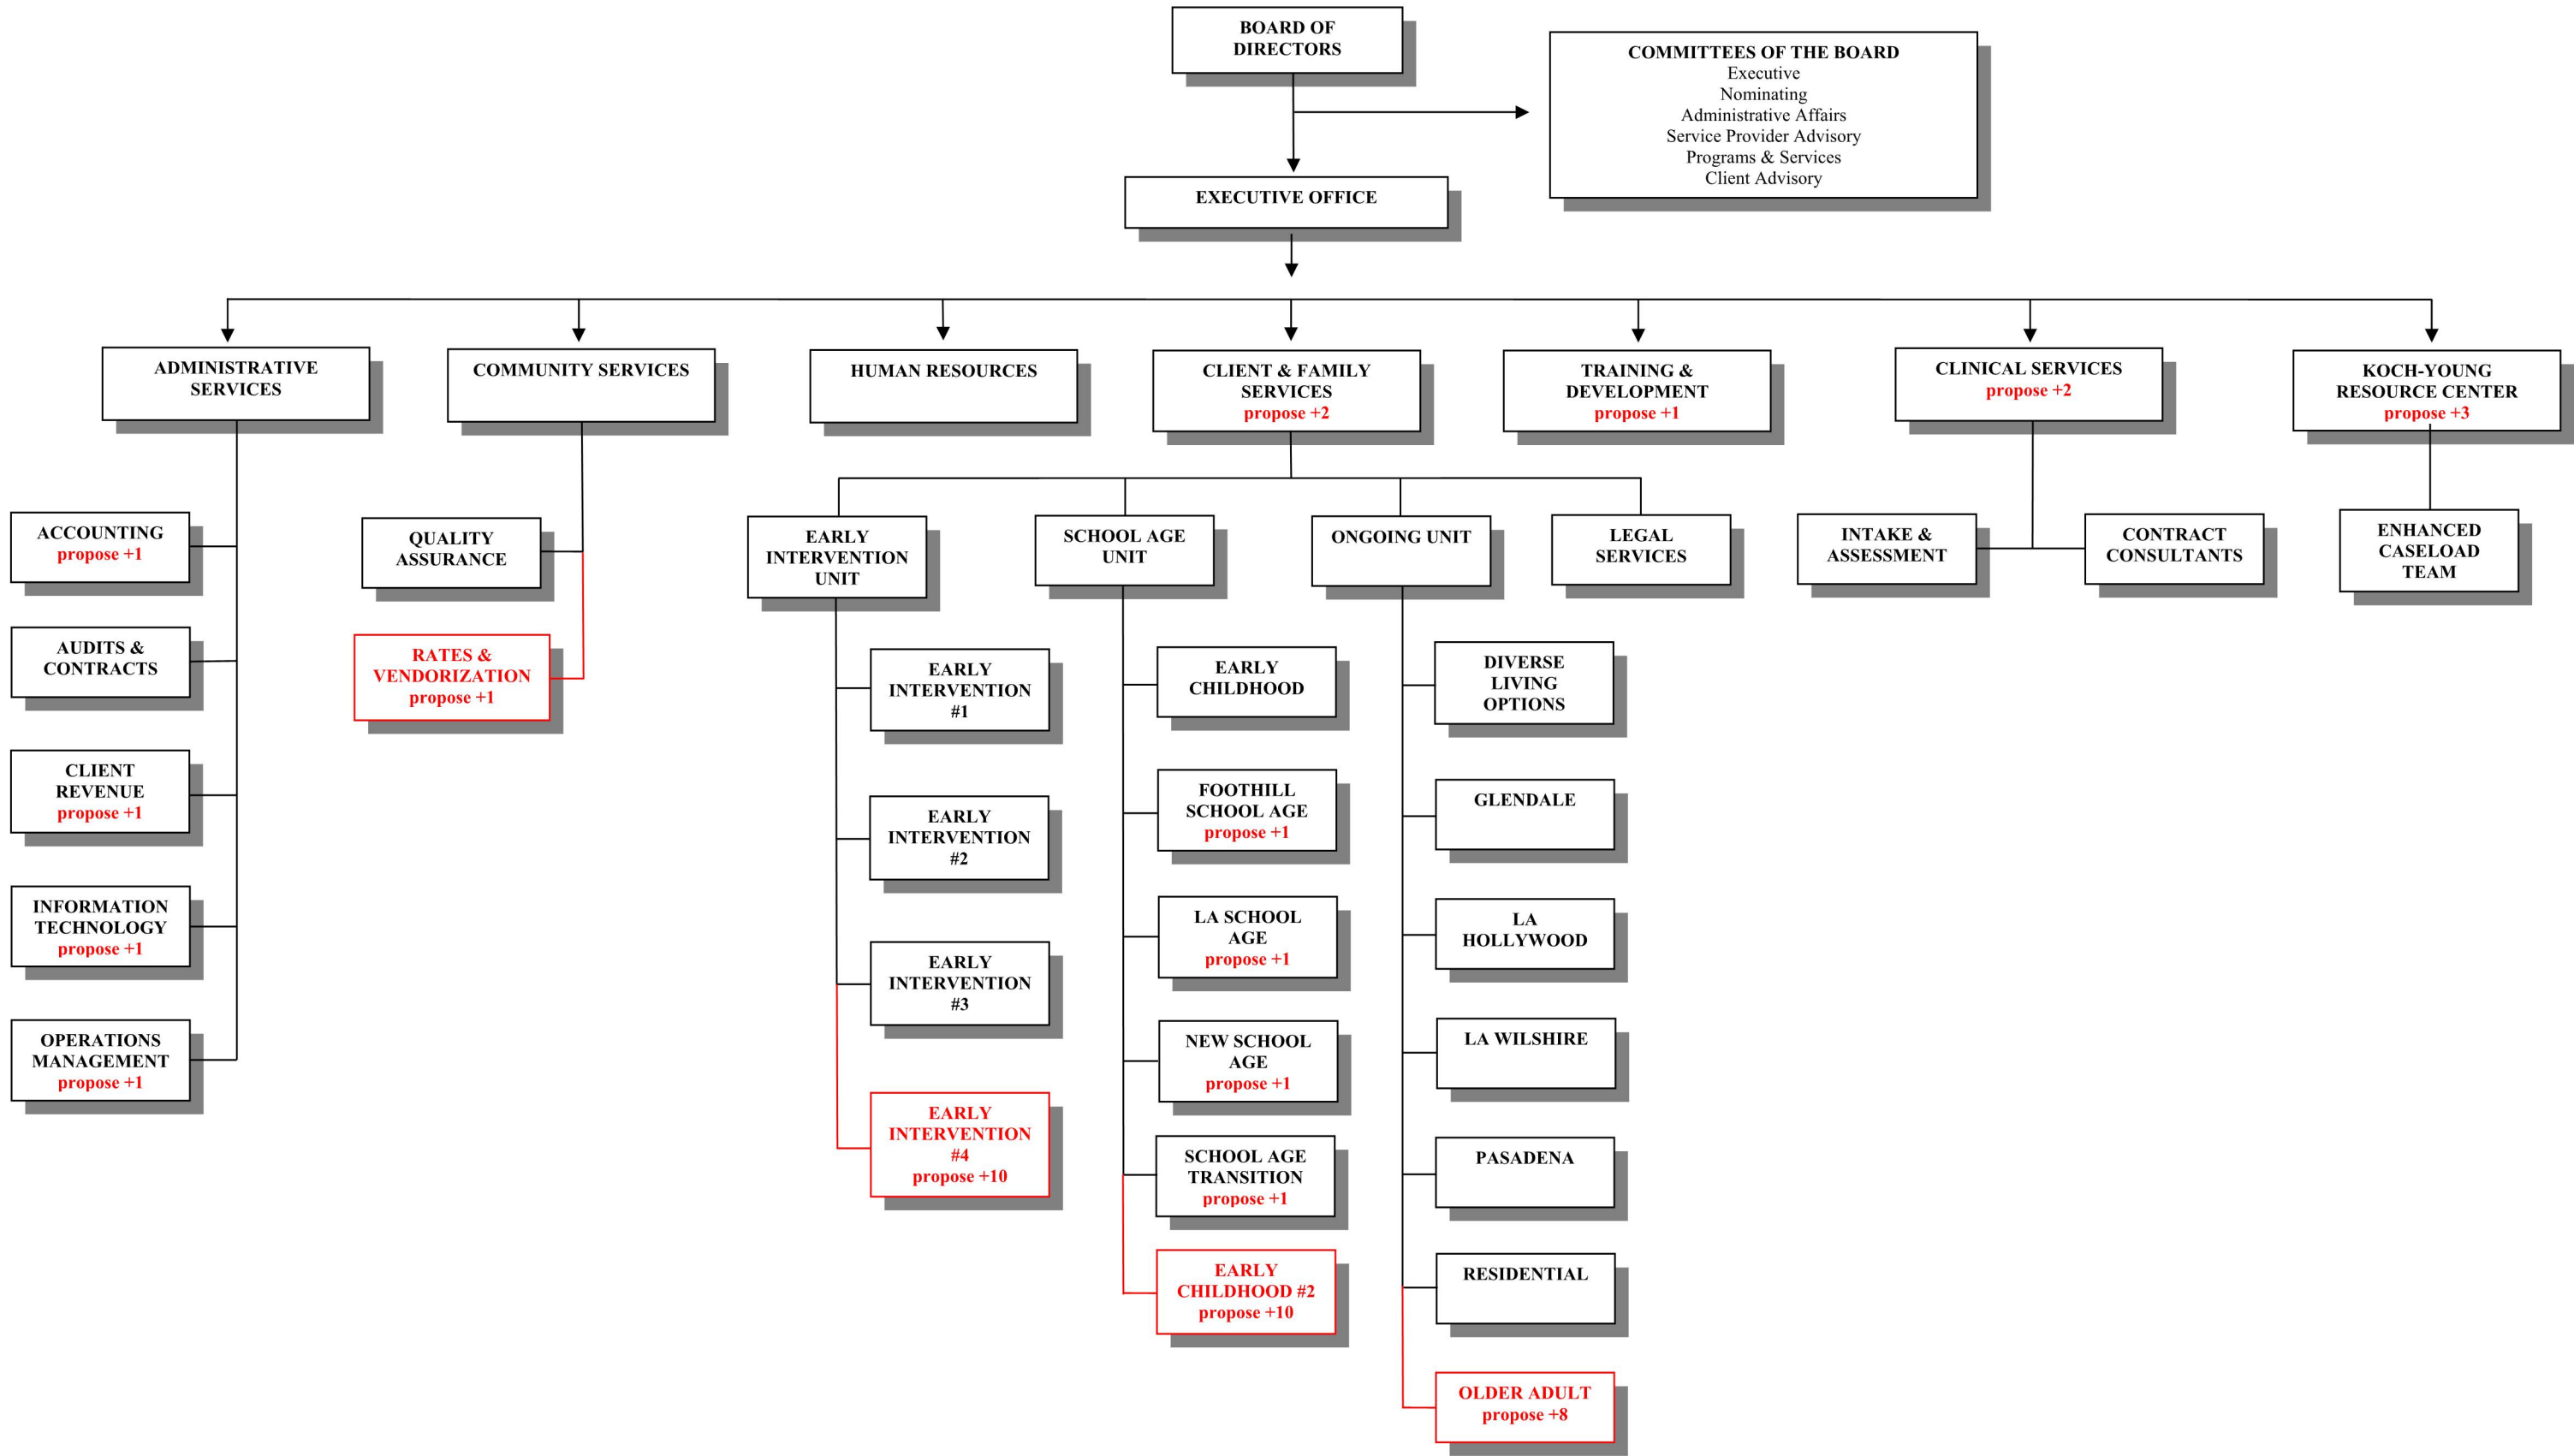 BOARD OF
DIRECTORS
COMMITTEES OF THE BOARD
Executive
Nominating
Administrative Affairs
Service Provider Advisory
Programs & Services
Client Advisory
EXECUTIVE OFFICE
ADMINISTRATIVE
SERVICES
COMMUNITY SERVICES
HUMAN RESOURCES
CLIENT & FAMILY
SERVICES
propose +2
TRAINING &
DEVELOPMENT
propose +1
CLINICAL SERVICES
propose +2
KOCH-YOUNG
RESOURCE CENTER
propose +3
ACCOUNTING
propose +1
AUDITS &
CONTRACTS
CLIENT
REVENUE
propose +1
INFORMATION
TECHNOLOGY
propose +1
OPERATIONS
MANAGEMENT
propose +1
QUALITY
ASSURANCE
RATES &
VENDORIZATION
propose +1
EARLY
INTERVENTION
UNIT
EARLY
INTERVENTION
#1
EARLY
INTERVENTION
#2
EARLY
INTERVENTION
#3
EARLY
INTERVENTION
#4
propose +10
SCHOOL AGE
UNIT
EARLY
CHILDHOOD
FOOTHILL
SCHOOL AGE
propose +1
LA SCHOOL
AGE
propose +1
NEW SCHOOL
AGE
propose +1
SCHOOL AGE
TRANSITION
propose +1
EARLY
CHILDHOOD #2
propose +10
ONGOING UNIT
DIVERSE
LIVING
OPTIONS
GLENDALE
LA
HOLLYWOOD
LA WILSHIRE
PASADENA
RESIDENTIAL
OLDER ADULT
propose +8
LEGAL
SERVICES
INTAKE &
ASSESSMENT
CONTRACT
CONSULTANTS
ENHANCED
CASELOAD
TEAM